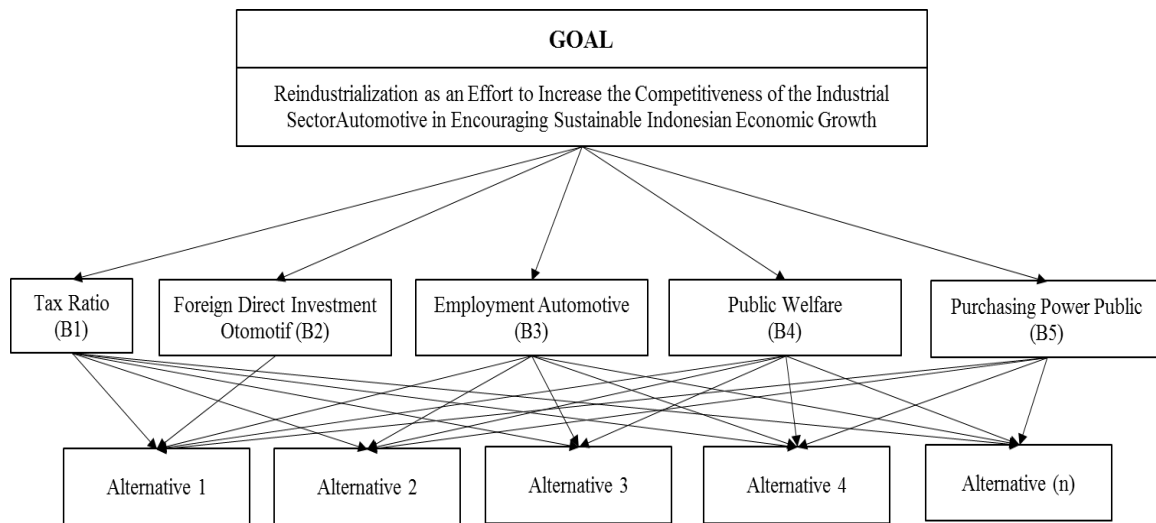 GOAL
Reindustrialization as an Effort to Increase the Competitiveness of the Industrial
SectorAutomotive in Encouraging Sustainable Indonesian Economic Growth
Tax Ratio
(B1)
Foreign Direct Investment
Otomotif (B2)
Employment Automotive
(B3)
Public Welfare
(B4)
Purchasing Power Public
(B5)
Alternative 1
Alternative 2
Alternative 3
Alternative 4
Alternative (n)